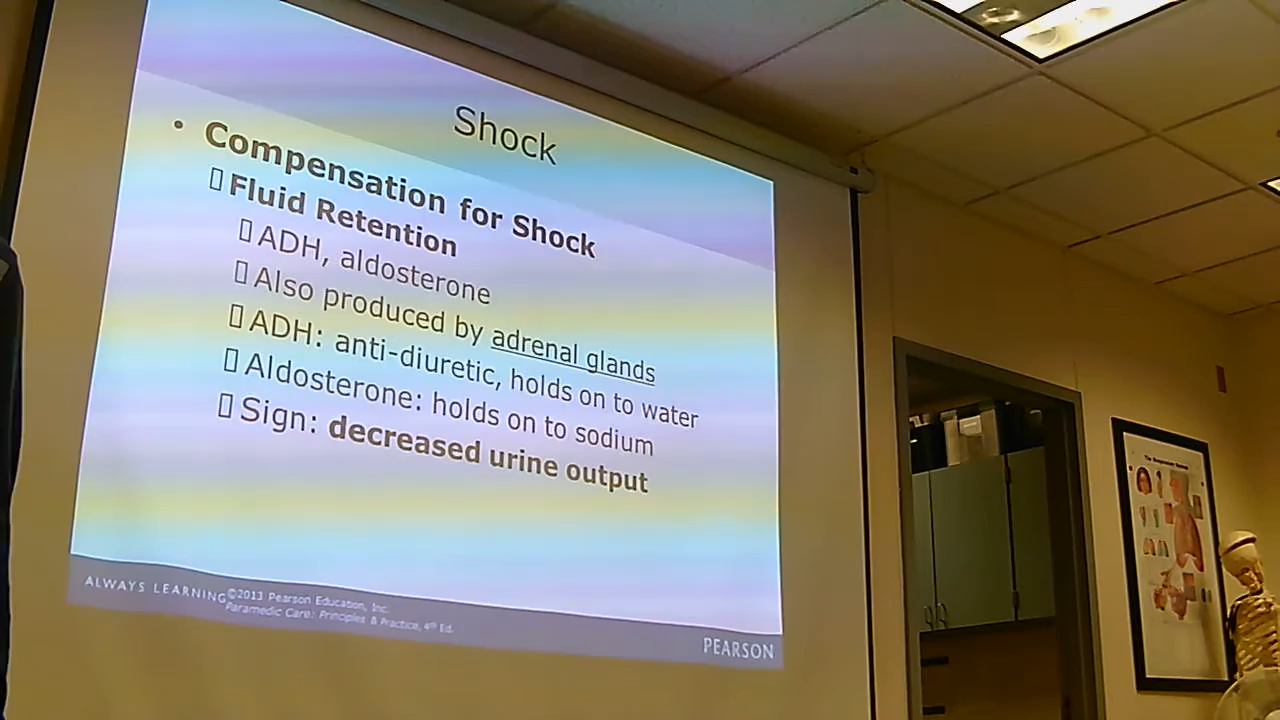 Shock
• Compensation for Shock
▯ Fluid Retention
▯ ADH, aldosterone
▯ Also produced by adrenal glands
▯ ADH: anti-diuretic, holds on to water
▯ Aldosterone: holds on to sodium
▯ Sign: decreased urine output
ALWAYS LEARNING
©2013 Pearson Education, Inc.
Paramedic Care: Principles & Practice, 4th Ed.
PEARSON